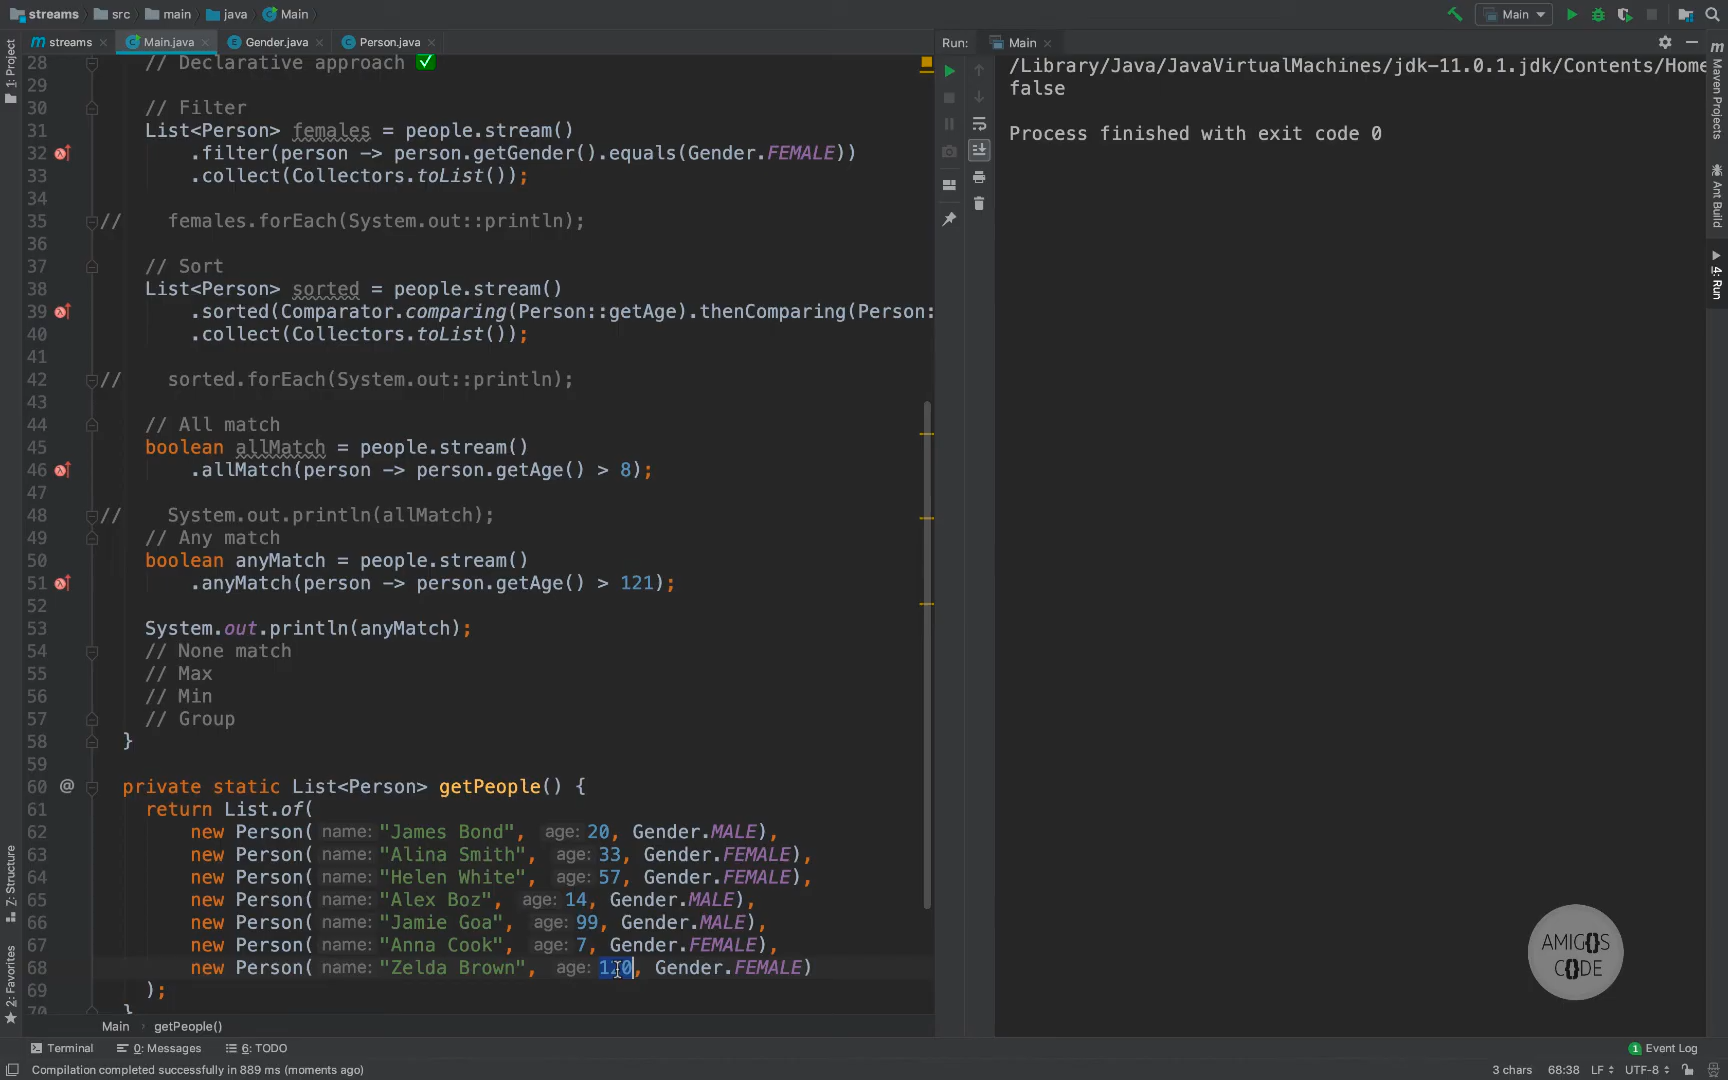 streams src main java Main Main
streams Main.java Gender.java Person.java Run: Main
28 // Declarative approach
29
30 // Filter
31 List<Person> females = people.stream()
32 .filter(person -> person.getGender().equals(Gender.FEMALE))
33 .collect(Collectors.toList());
34
35 // females.forEach(System.out::println);
36
37 // Sort
38 List<Person> sorted = people.stream()
39 .sorted(Comparator.comparing(Person::getAge).thenComparing(Person:
40 .collect(Collectors.toList());
41
42 // sorted.forEach(System.out::println);
43
44 // All match
45 boolean allMatch = people.stream()
46 .allMatch(person -> person.getAge() > 8);
47
48 // System.out.println(allMatch);
49 // Any match
50 boolean anyMatch = people.stream()
51 .anyMatch(person -> person.getAge() > 121);
52
53 System.out.println(anyMatch);
54 // None match
55 // Max
56 // Min
57 // Group
58 }
59
60 @ private static List<Person> getPeople() {
61 return List.of(
62 new Person( name: "James Bond", age: 20, Gender.MALE),
63 new Person( name: "Alina Smith", age: 33, Gender.FEMALE),
64 new Person( name: "Helen White", age: 57, Gender.FEMALE),
65 new Person( name: "Alex Boz", age: 14, Gender.MALE),
66 new Person( name: "Jamie Goa", age: 99, Gender.MALE),
67 new Person( name: "Anna Cook", age: 7, Gender.FEMALE),
68 new Person( name: "Zelda Brown", age: 120, Gender.FEMALE)
69 );
70 }
/Library/Java/JavaVirtualMachines/jdk-11.0.1.jdk/Contents/Home
false
Process finished with exit code 0
1: Project
Z: Structure
2: Favorites
Maven Projects
Ant Build
4: Run
AMIGOS
CODE
Main getPeople()
Terminal 0: Messages 6: TODO 1 Event Log
Compilation completed successfully in 889 ms (moments ago) 3 chars 68:38 LF UTF-8